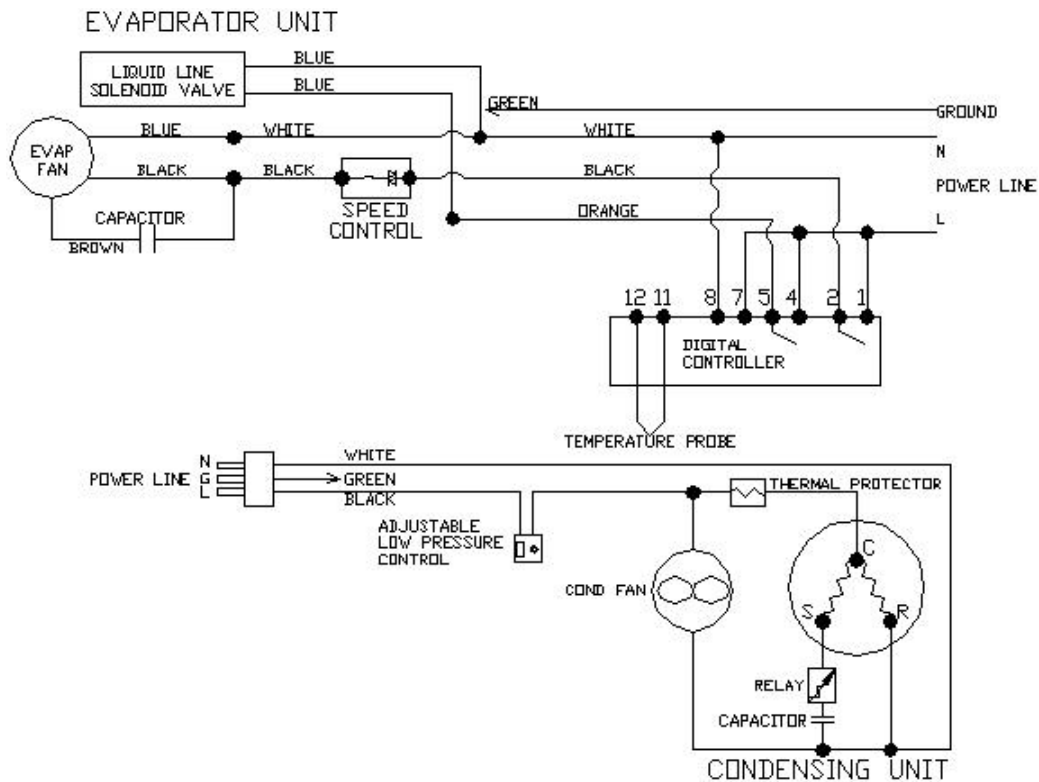 EVAPORATOR UNIT
LIQUID LINE
SOLENOID VALVE
BLUE
BLUE
GREEN
GROUND
EVAP
FAN
BLUE
WHITE
WHITE
N
BLACK
BLACK
BLACK
POWER LINE
CAPACITOR
SPEED
CONTROL
ORANGE
L
BROWN
12 11 8 7 5 4 2 1
DIGITAL
CONTROLLER
TEMPERATURE PROBE
POWER LINE
N
G
L
WHITE
GREEN
BLACK
THERMAL PROTECTOR
ADJUSTABLE
LOW PRESSURE
CONTROL
COND FAN
C
S
R
RELAY
CAPACITOR
CONDENSING UNIT